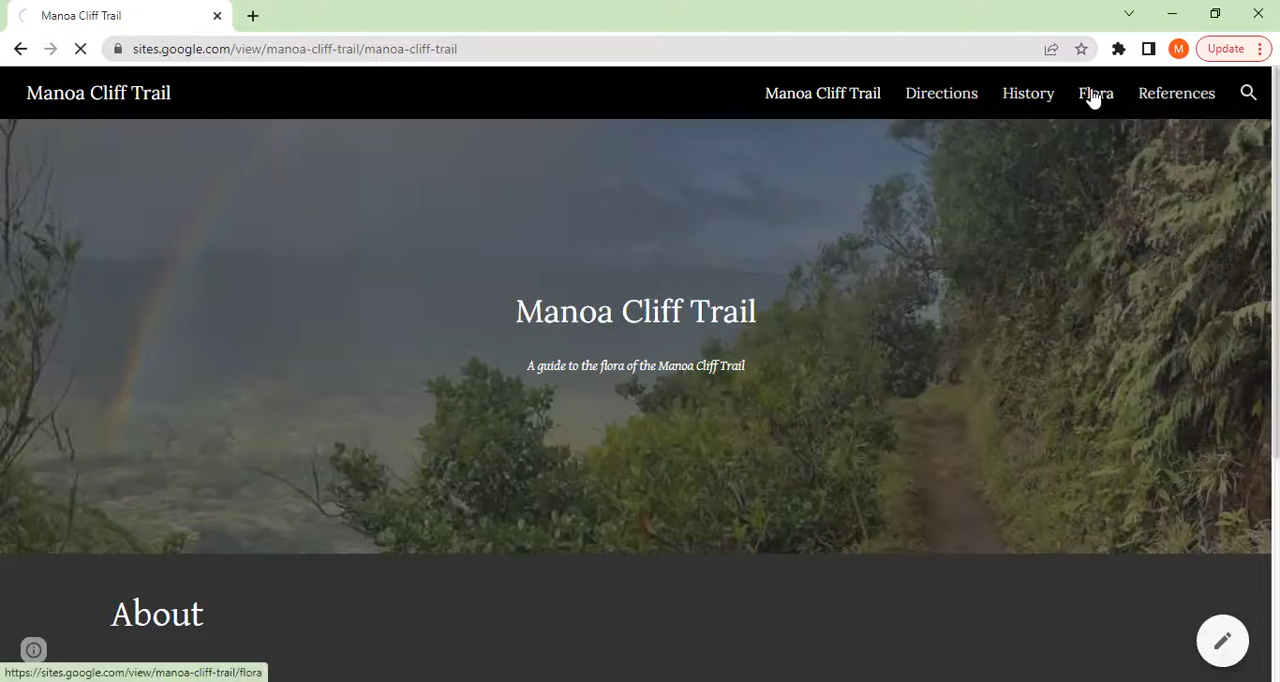 Manoa Cliff Trail
sites.google.com/view/manoa-cliff-trail/manoa-cliff-trail
M
Update
Manoa Cliff Trail
Manoa Cliff Trail
Directions
History
Flora
References
Manoa Cliff Trail
A guide to the flora of the Manoa Cliff Trail
About
https://sites.google.com/view/manoa-cliff-trail/flora